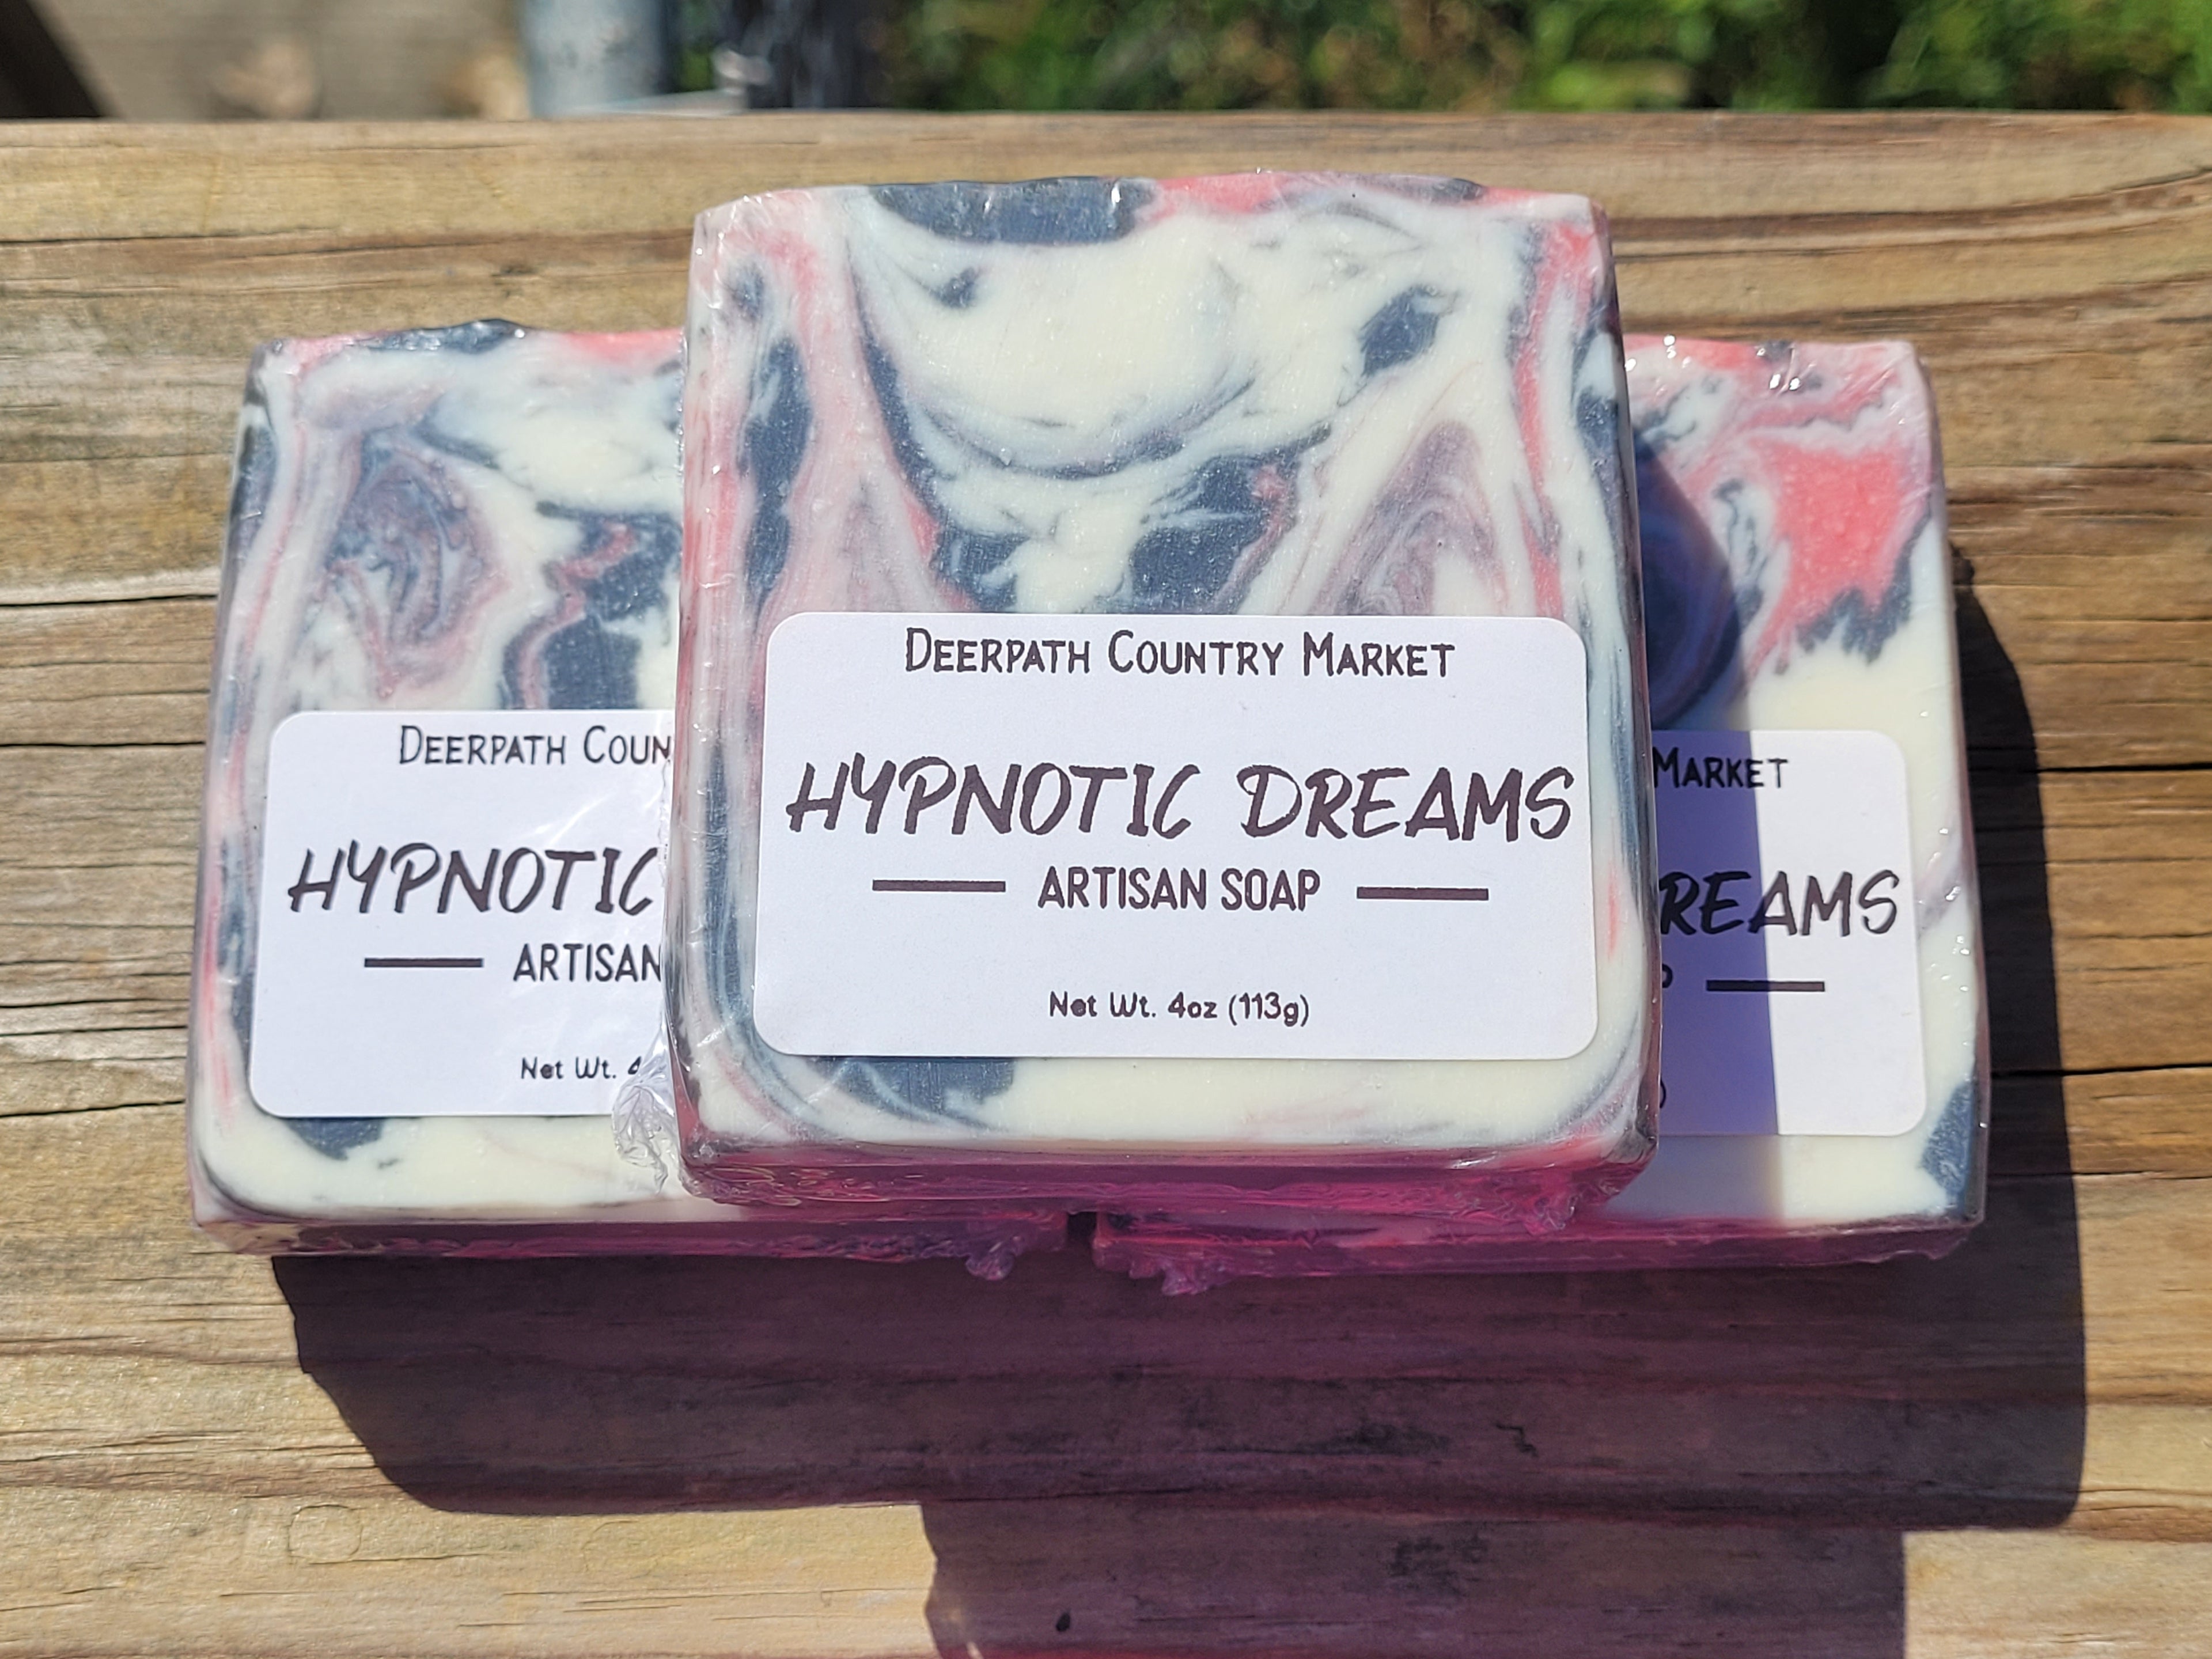 DEERPATH COUNTRY MARKET
HYPNOTIC DREAMS
ARTISAN SOAP
Net Wt. 4oz (113g)
DEERPATH COUN
HYPNOTIC
ARTISAN
Net Wt. 4
MARKET
REAMS
P
)